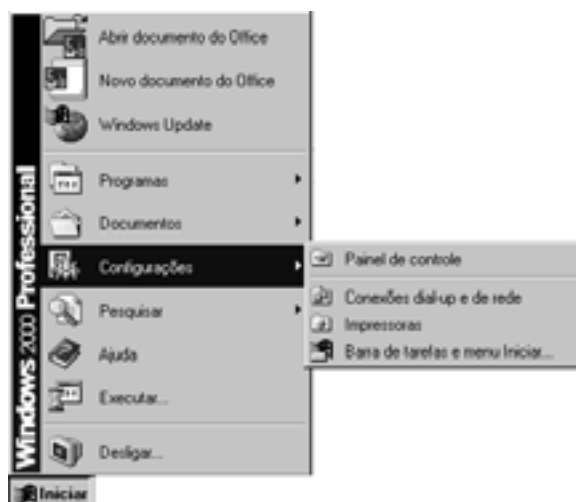 Abrir documento do Office
Novo documento do Office
Windows Update
Programas
Documentos
Configurações
Pesquisar
Ajuda
Executar...
Desligar...
Painel de controle
Conexões dial-up e de rede
Impressoras
Barra de tarefas e menu Iniciar...
Windows 2000 Professional
Iniciar